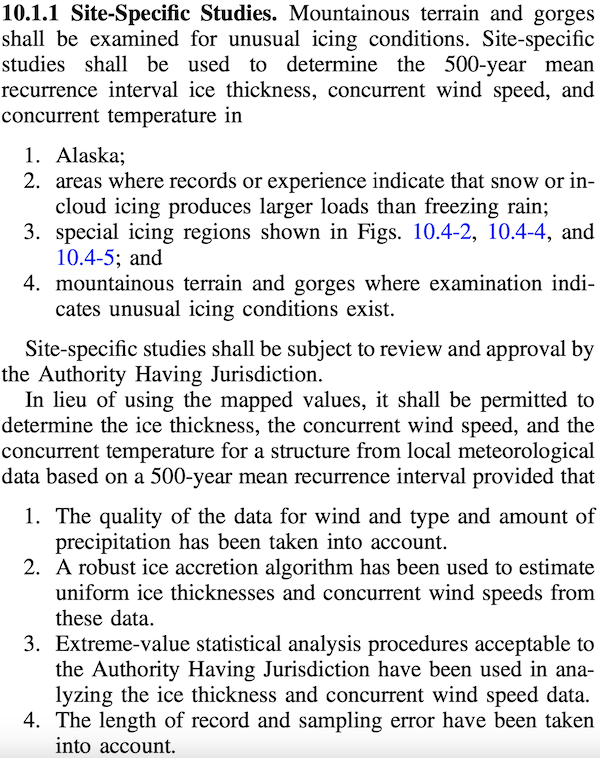 10.1.1 Site-Specific Studies. Mountainous terrain and gorges
shall be examined for unusual icing conditions. Site-specific
studies shall be used to determine the 500-year mean
recurrence interval ice thickness, concurrent wind speed, and
concurrent temperature in
1. Alaska;
2. areas where records or experience indicate that snow or in-
cloud icing produces larger loads than freezing rain;
3. special icing regions shown in Figs. 10.4-2, 10.4-4, and
10.4-5; and
4. mountainous terrain and gorges where examination indi-
cates unusual icing conditions exist.
Site-specific studies shall be subject to review and approval by
the Authority Having Jurisdiction.
In lieu of using the mapped values, it shall be permitted to
determine the ice thickness, the concurrent wind speed, and the
concurrent temperature for a structure from local meteorological
data based on a 500-year mean recurrence interval provided that
1. The quality of the data for wind and type and amount of
precipitation has been taken into account.
2. A robust ice accretion algorithm has been used to estimate
uniform ice thicknesses and concurrent wind speeds from
these data.
3. Extreme-value statistical analysis procedures acceptable to
the Authority Having Jurisdiction have been used in ana-
lyzing the ice thickness and concurrent wind speed data.
4. The length of record and sampling error have been taken
into account.